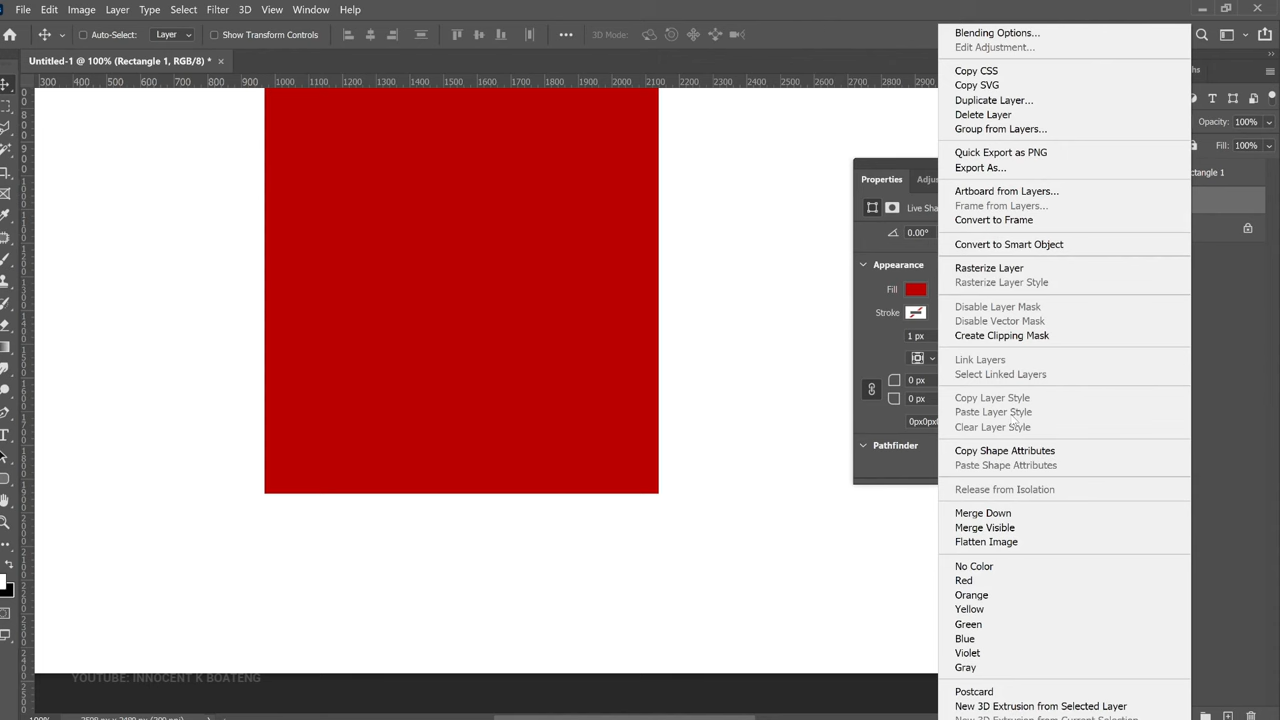 File Edit Image Layer Type Select Filter 3D View Window Help
Auto-Select: Layer Show Transform Controls 3D Mode:
Untitled-1 @ 100% (Rectangle 1, RGB/8) * ×
300 400 500 600 700 800 900 1000 1100 1200 1300 1400 1500 1600 1700 1800 1900 2000 2100 2200 2300 2400 2500 2600 2700 2800 2900
Opacity: 100%
Fill: 100%
Properties
0.00°
Appearance
Fill
Stroke
1 px
0 px
0 px
Pathfinder
Blending Options...
Edit Adjustment...
Copy CSS
Copy SVG
Duplicate Layer...
Delete Layer
Group from Layers...
Quick Export as PNG
Export As...
Artboard from Layers...
Frame from Layers...
Convert to Frame
Convert to Smart Object
Rasterize Layer
Rasterize Layer Style
Disable Layer Mask
Disable Vector Mask
Create Clipping Mask
Link Layers
Select Linked Layers
Copy Layer Style
Paste Layer Style
Clear Layer Style
Copy Shape Attributes
Paste Shape Attributes
Release from Isolation
Merge Down
Merge Visible
Flatten Image
No Color
Red
Orange
Yellow
Green
Blue
Violet
Gray
Postcard
New 3D Extrusion from Selected Layer
New 3D Extrusion from Current Selection
YOUTUBE: INNOCENT K BOATENG